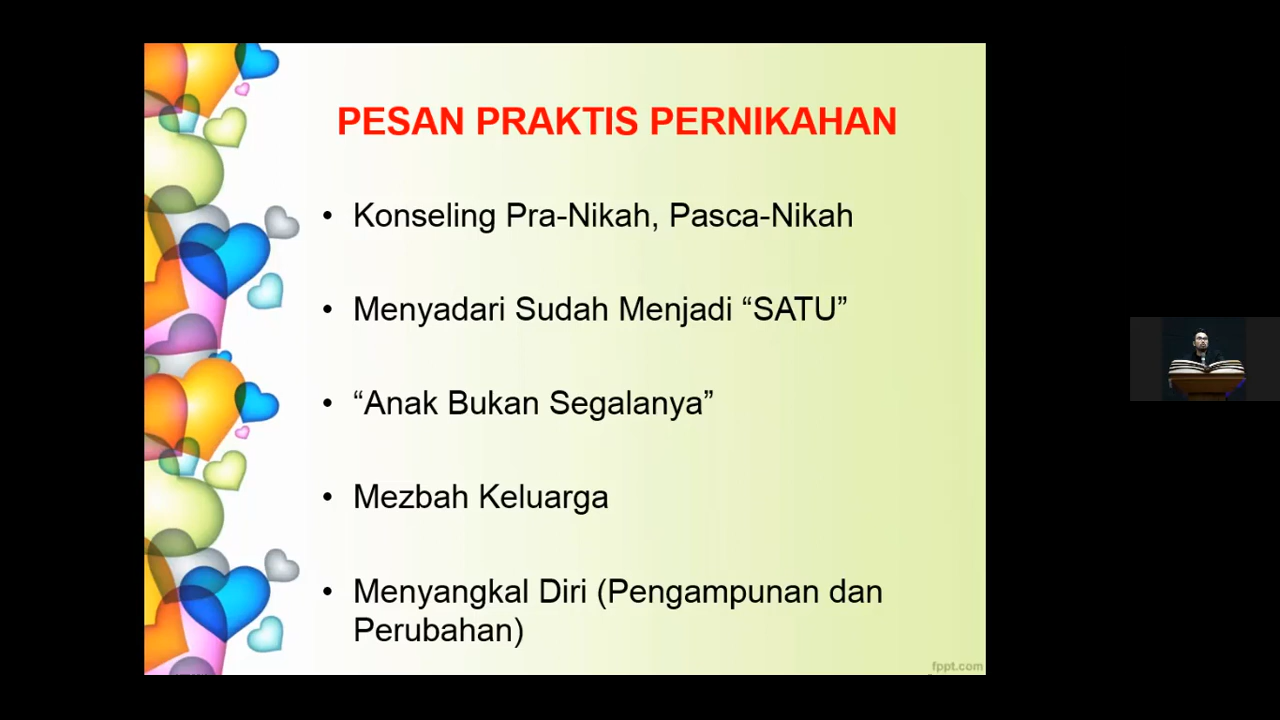 PESAN PRAKTIS PERNIKAHAN
• Konseling Pra-Nikah, Pasca-Nikah
• Menyadari Sudah Menjadi “SATU”
• “Anak Bukan Segalanya”
• Mezbah Keluarga
• Menyangkal Diri (Pengampunan dan
Perubahan)
fppt.com